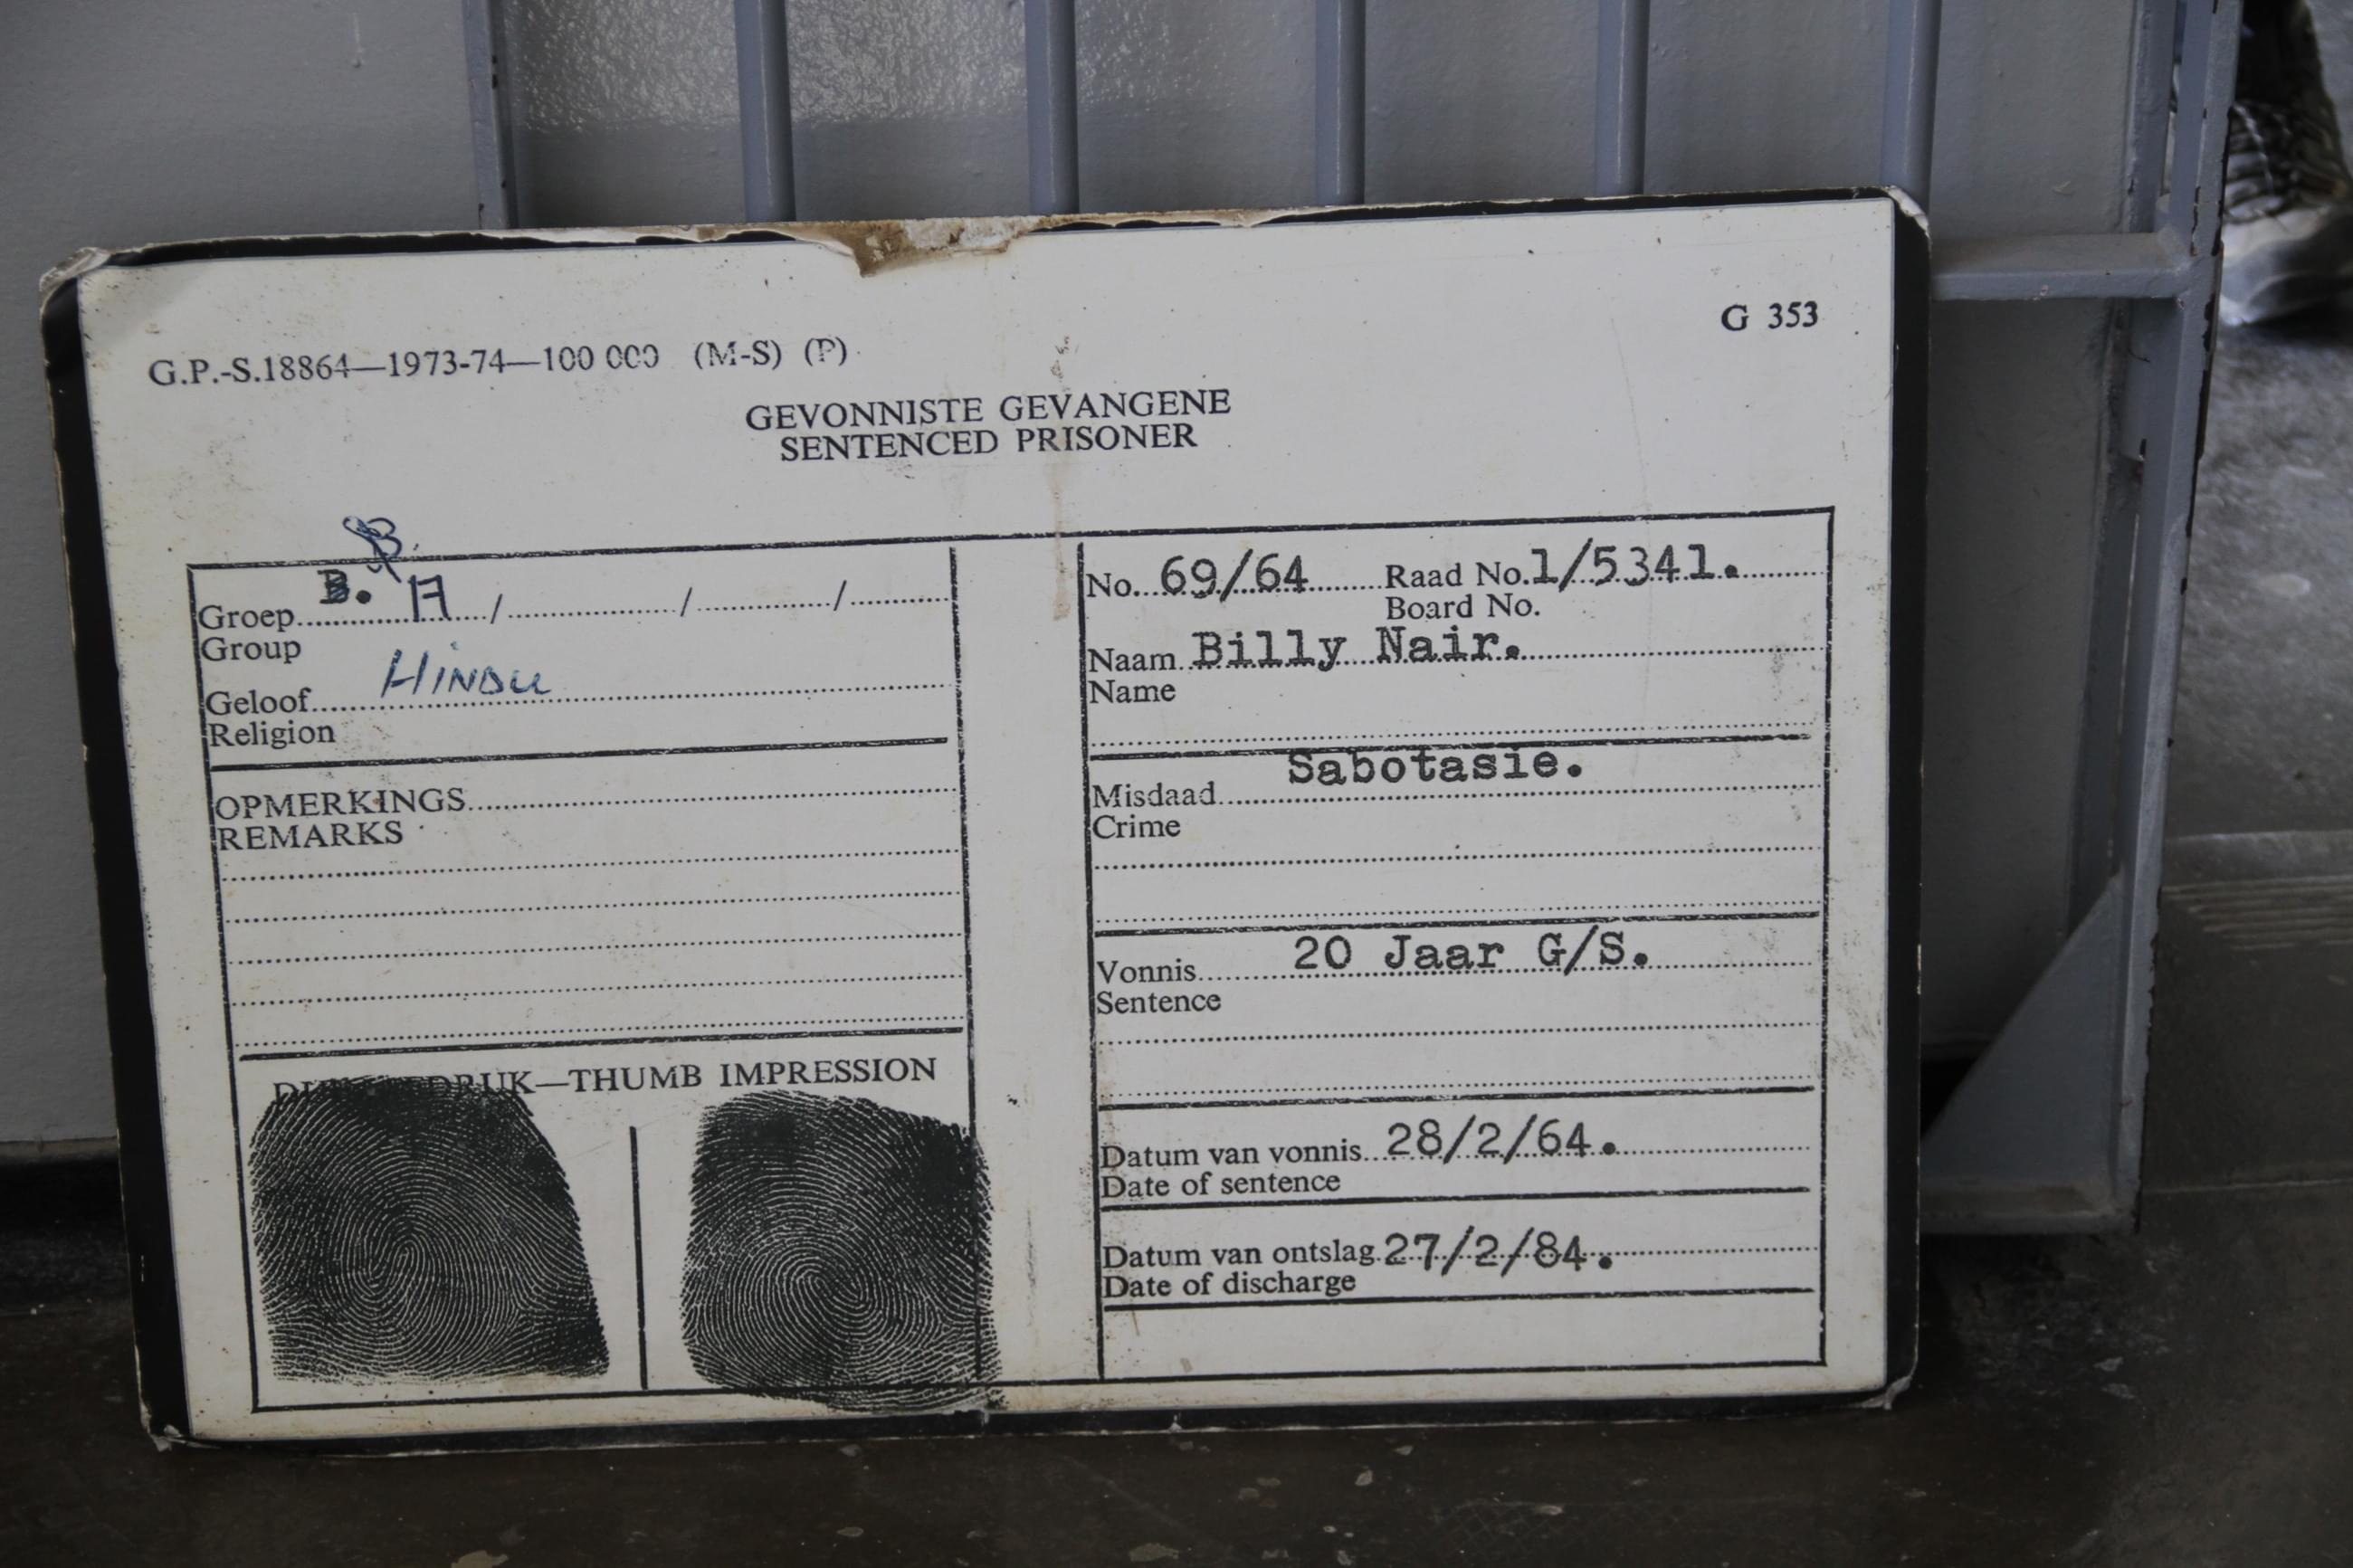 G 353
G.P.-S.18864—1973-74—100 000 (M-S) (P)
GEVONNISTE GEVANGENE
SENTENCED PRISONER
B.
Groep B. A / / /
Group
Geloof Hindu
Religion
OPMERKINGS
REMARKS
THUMB IMPRESSION
No. 69/64 Raad No. 1/5341.
Board No.
Naam Billy Nair.
Name
Sabotasie.
Misdaad
Crime
Vonnis 20 Jaar G/S.
Sentence
Datum van vonnis 28/2/64.
Date of sentence
Datum van ontslag 27/2/84.
Date of discharge